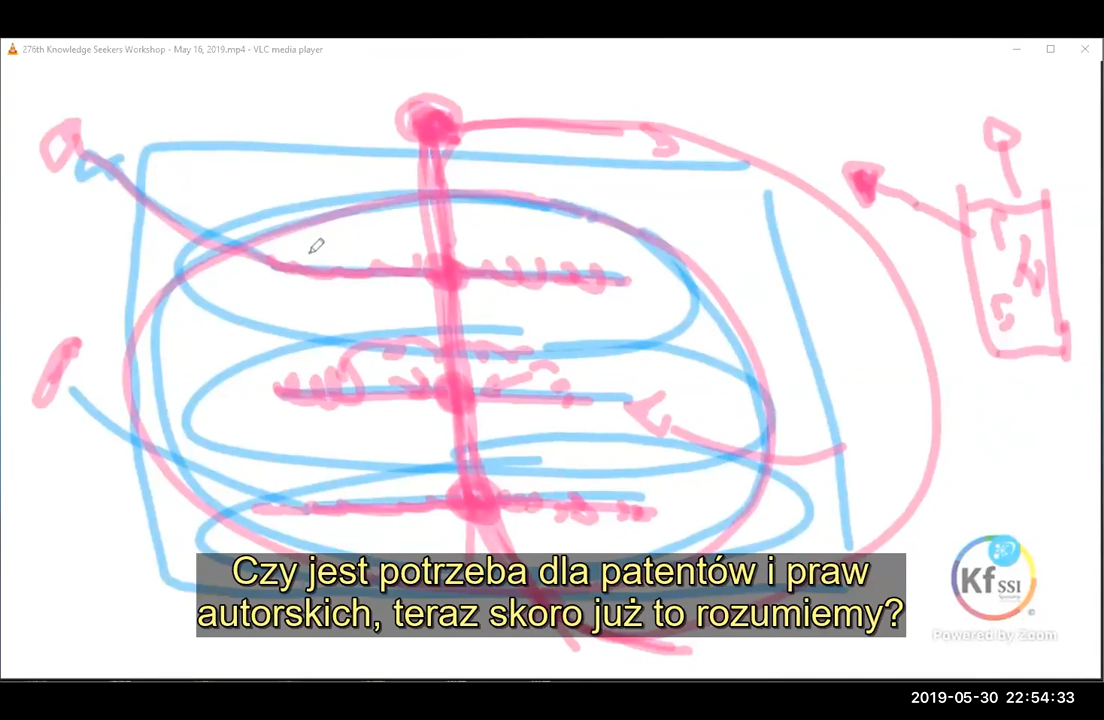 276th Knowledge Seekers Workshop - May 16, 2019.mp4 - VLC media player
Czy jest potrzeba dla patentów i praw
autorskich, teraz skoro już to rozumiemy?
Kf SSI
Powered by Zoom
2019-05-30 22:54:33